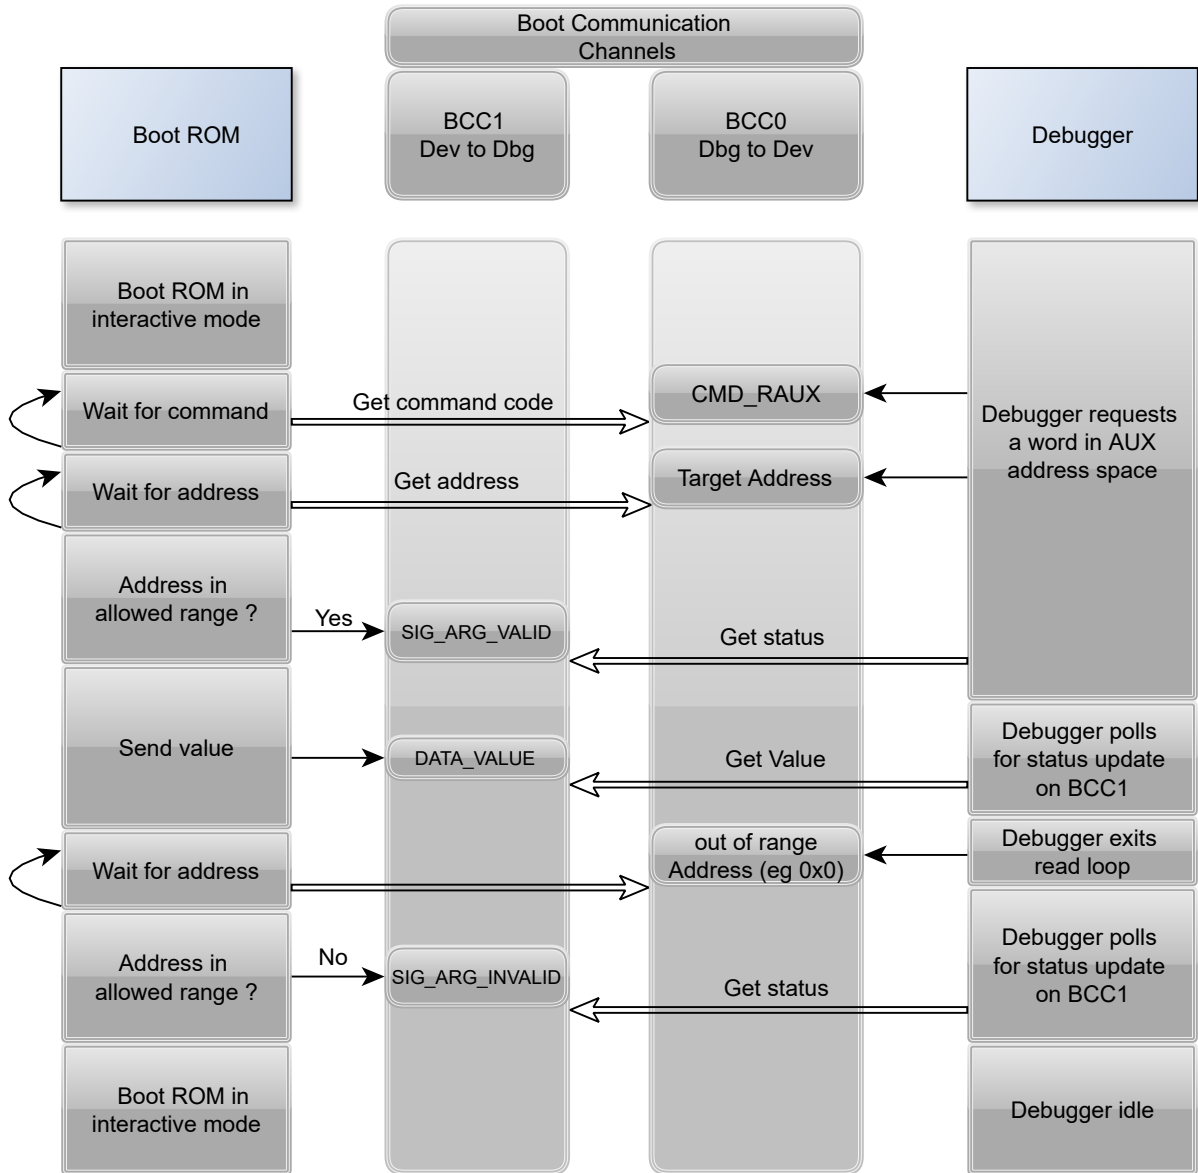 Boot Communication
Channels
Boot ROM
BCC1
Dev to Dbg
BCC0
Dbg to Dev
Debugger
Boot ROM in
interactive mode
Wait for command
Get command code
CMD_RAUX
Debugger requests
a word in AUX
address space
Wait for address
Get address
Target Address
Address in
allowed range ?
Yes
SIG_ARG_VALID
Get status
Send value
DATA_VALUE
Get Value
Debugger polls
for status update
on BCC1
Wait for address
out of range
Address (eg 0x0)
Debugger exits
read loop
Address in
allowed range ?
No
SIG_ARG_INVALID
Get status
Debugger polls
for status update
on BCC1
Boot ROM in
interactive mode
Debugger idle